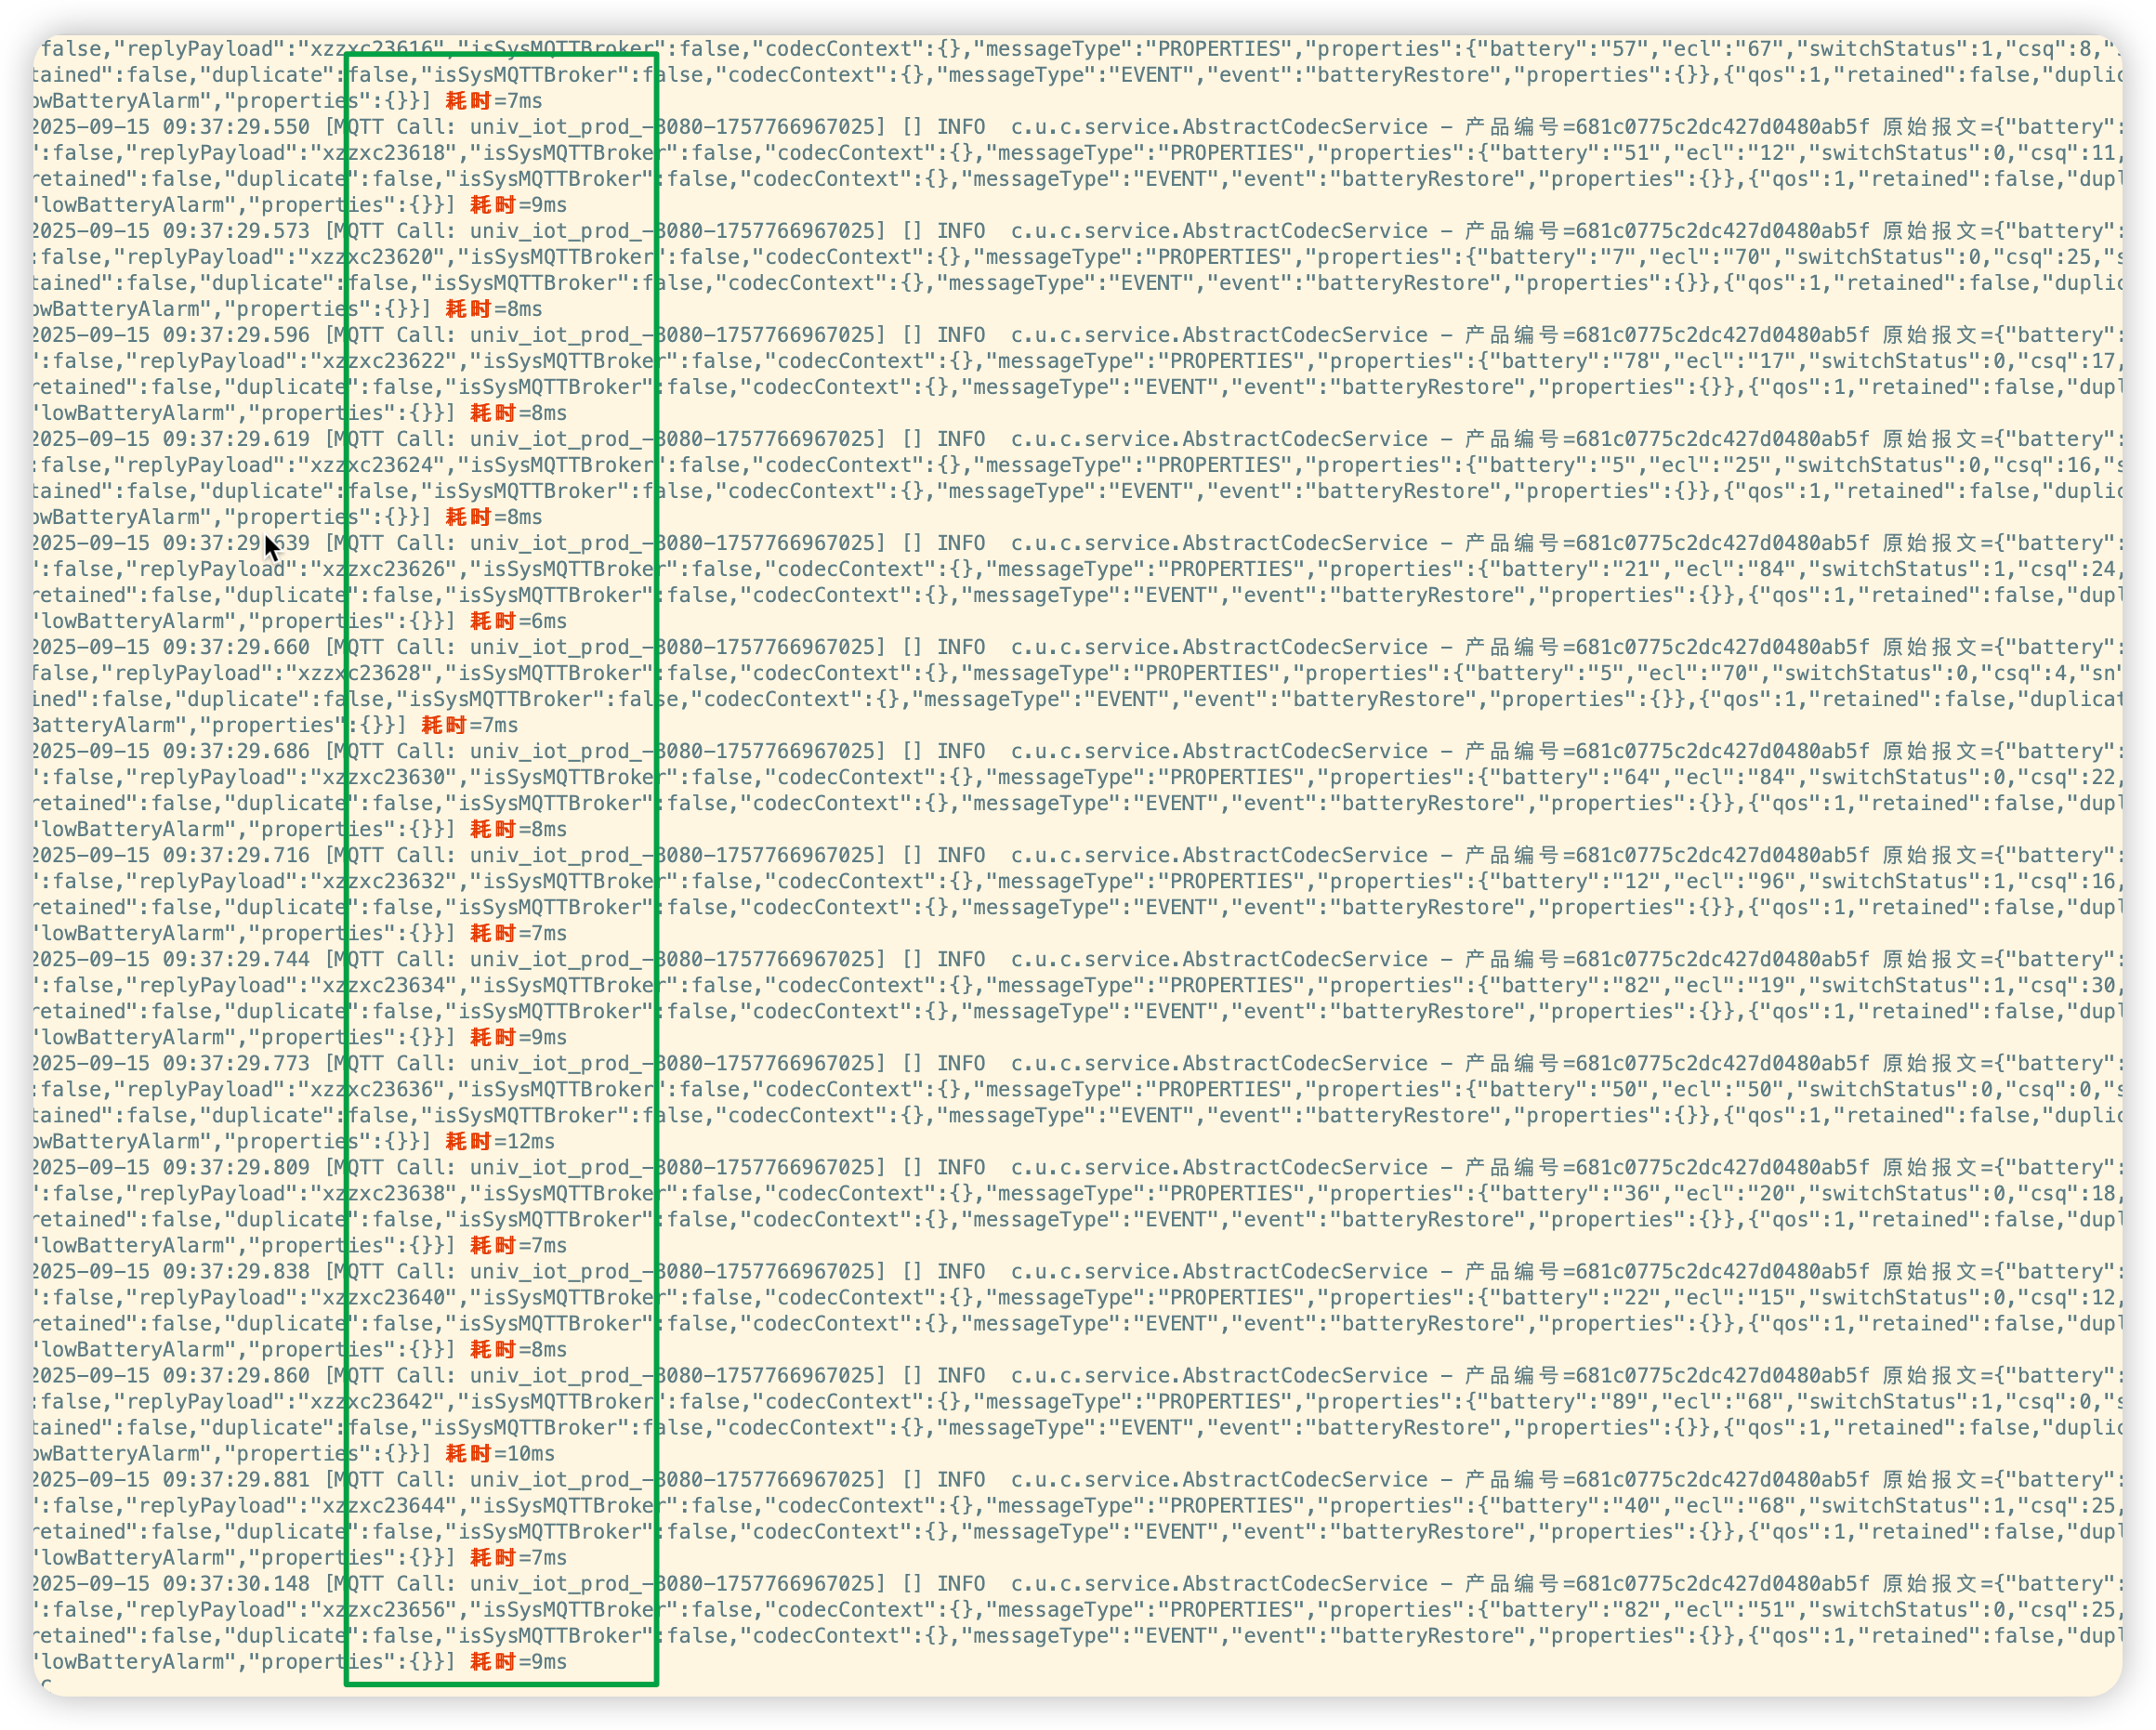 false,"replyPayload":"xzzxc23616","isSysMQTTBroker":false,"codecContext":{},"messageType":"PROPERTIES","properties":{"battery":"57","ecl":"67","switchStatus":1,"csq":8,"
tained":false,"duplicate":false,"isSysMQTTBroker":false,"codecContext":{},"messageType":"EVENT","event":"batteryRestore","properties":{}},{"qos":1,"retained":false,"duplic
owBatteryAlarm","properties":{}}] 耗时=7ms
2025-09-15 09:37:29.550 [MQTT Call: univ_iot_prod_-8080-1757766967025] [] INFO  c.u.c.service.AbstractCodecService - 产品编号=681c0775c2dc427d0480ab5f 原始报文={"battery":
":false,"replyPayload":"xzzxc23618","isSysMQTTBroker":false,"codecContext":{},"messageType":"PROPERTIES","properties":{"battery":"51","ecl":"12","switchStatus":0,"csq":11,
retained":false,"duplicate":false,"isSysMQTTBroker":false,"codecContext":{},"messageType":"EVENT","event":"batteryRestore","properties":{}},{"qos":1,"retained":false,"dupl
"lowBatteryAlarm","properties":{}}] 耗时=9ms
2025-09-15 09:37:29.573 [MQTT Call: univ_iot_prod_-8080-1757766967025] [] INFO  c.u.c.service.AbstractCodecService - 产品编号=681c0775c2dc427d0480ab5f 原始报文={"battery":
:false,"replyPayload":"xzzxc23620","isSysMQTTBroker":false,"codecContext":{},"messageType":"PROPERTIES","properties":{"battery":"7","ecl":"70","switchStatus":0,"csq":25,"s
tained":false,"duplicate":false,"isSysMQTTBroker":false,"codecContext":{},"messageType":"EVENT","event":"batteryRestore","properties":{}},{"qos":1,"retained":false,"duplic
owBatteryAlarm","properties":{}}] 耗时=8ms
2025-09-15 09:37:29.596 [MQTT Call: univ_iot_prod_-8080-1757766967025] [] INFO  c.u.c.service.AbstractCodecService - 产品编号=681c0775c2dc427d0480ab5f 原始报文={"battery":
":false,"replyPayload":"xzzxc23622","isSysMQTTBroker":false,"codecContext":{},"messageType":"PROPERTIES","properties":{"battery":"78","ecl":"17","switchStatus":0,"csq":17,
retained":false,"duplicate":false,"isSysMQTTBroker":false,"codecContext":{},"messageType":"EVENT","event":"batteryRestore","properties":{}},{"qos":1,"retained":false,"dupl
"lowBatteryAlarm","properties":{}}] 耗时=8ms
2025-09-15 09:37:29.619 [MQTT Call: univ_iot_prod_-8080-1757766967025] [] INFO  c.u.c.service.AbstractCodecService - 产品编号=681c0775c2dc427d0480ab5f 原始报文={"battery":
:false,"replyPayload":"xzzxc23624","isSysMQTTBroker":false,"codecContext":{},"messageType":"PROPERTIES","properties":{"battery":"5","ecl":"25","switchStatus":0,"csq":16,"s
tained":false,"duplicate":false,"isSysMQTTBroker":false,"codecContext":{},"messageType":"EVENT","event":"batteryRestore","properties":{}},{"qos":1,"retained":false,"duplic
owBatteryAlarm","properties":{}}] 耗时=8ms
2025-09-15 09:37:29.639 [MQTT Call: univ_iot_prod_-8080-1757766967025] [] INFO  c.u.c.service.AbstractCodecService - 产品编号=681c0775c2dc427d0480ab5f 原始报文={"battery":
":false,"replyPayload":"xzzxc23626","isSysMQTTBroker":false,"codecContext":{},"messageType":"PROPERTIES","properties":{"battery":"21","ecl":"84","switchStatus":1,"csq":24,
retained":false,"duplicate":false,"isSysMQTTBroker":false,"codecContext":{},"messageType":"EVENT","event":"batteryRestore","properties":{}},{"qos":1,"retained":false,"dupl
"lowBatteryAlarm","properties":{}}] 耗时=6ms
2025-09-15 09:37:29.660 [MQTT Call: univ_iot_prod_-8080-1757766967025] [] INFO  c.u.c.service.AbstractCodecService - 产品编号=681c0775c2dc427d0480ab5f 原始报文={"battery":
false,"replyPayload":"xzzxc23628","isSysMQTTBroker":false,"codecContext":{},"messageType":"PROPERTIES","properties":{"battery":"5","ecl":"70","switchStatus":0,"csq":4,"sn"
ined":false,"duplicate":false,"isSysMQTTBroker":false,"codecContext":{},"messageType":"EVENT","event":"batteryRestore","properties":{}},{"qos":1,"retained":false,"duplicat
BatteryAlarm","properties":{}}] 耗时=7ms
2025-09-15 09:37:29.686 [MQTT Call: univ_iot_prod_-8080-1757766967025] [] INFO  c.u.c.service.AbstractCodecService - 产品编号=681c0775c2dc427d0480ab5f 原始报文={"battery":
":false,"replyPayload":"xzzxc23630","isSysMQTTBroker":false,"codecContext":{},"messageType":"PROPERTIES","properties":{"battery":"64","ecl":"84","switchStatus":0,"csq":22,
retained":false,"duplicate":false,"isSysMQTTBroker":false,"codecContext":{},"messageType":"EVENT","event":"batteryRestore","properties":{}},{"qos":1,"retained":false,"dupl
"lowBatteryAlarm","properties":{}}] 耗时=8ms
2025-09-15 09:37:29.716 [MQTT Call: univ_iot_prod_-8080-1757766967025] [] INFO  c.u.c.service.AbstractCodecService - 产品编号=681c0775c2dc427d0480ab5f 原始报文={"battery":
":false,"replyPayload":"xzzxc23632","isSysMQTTBroker":false,"codecContext":{},"messageType":"PROPERTIES","properties":{"battery":"12","ecl":"96","switchStatus":1,"csq":16,
retained":false,"duplicate":false,"isSysMQTTBroker":false,"codecContext":{},"messageType":"EVENT","event":"batteryRestore","properties":{}},{"qos":1,"retained":false,"dupl
"lowBatteryAlarm","properties":{}}] 耗时=7ms
2025-09-15 09:37:29.744 [MQTT Call: univ_iot_prod_-8080-1757766967025] [] INFO  c.u.c.service.AbstractCodecService - 产品编号=681c0775c2dc427d0480ab5f 原始报文={"battery":
":false,"replyPayload":"xzzxc23634","isSysMQTTBroker":false,"codecContext":{},"messageType":"PROPERTIES","properties":{"battery":"82","ecl":"19","switchStatus":1,"csq":30,
retained":false,"duplicate":false,"isSysMQTTBroker":false,"codecContext":{},"messageType":"EVENT","event":"batteryRestore","properties":{}},{"qos":1,"retained":false,"dupl
"lowBatteryAlarm","properties":{}}] 耗时=9ms
2025-09-15 09:37:29.773 [MQTT Call: univ_iot_prod_-8080-1757766967025] [] INFO  c.u.c.service.AbstractCodecService - 产品编号=681c0775c2dc427d0480ab5f 原始报文={"battery":
:false,"replyPayload":"xzzxc23636","isSysMQTTBroker":false,"codecContext":{},"messageType":"PROPERTIES","properties":{"battery":"50","ecl":"50","switchStatus":0,"csq":0,"s
tained":false,"duplicate":false,"isSysMQTTBroker":false,"codecContext":{},"messageType":"EVENT","event":"batteryRestore","properties":{}},{"qos":1,"retained":false,"duplic
owBatteryAlarm","properties":{}}] 耗时=12ms
2025-09-15 09:37:29.809 [MQTT Call: univ_iot_prod_-8080-1757766967025] [] INFO  c.u.c.service.AbstractCodecService - 产品编号=681c0775c2dc427d0480ab5f 原始报文={"battery":
":false,"replyPayload":"xzzxc23638","isSysMQTTBroker":false,"codecContext":{},"messageType":"PROPERTIES","properties":{"battery":"36","ecl":"20","switchStatus":0,"csq":18,
retained":false,"duplicate":false,"isSysMQTTBroker":false,"codecContext":{},"messageType":"EVENT","event":"batteryRestore","properties":{}},{"qos":1,"retained":false,"dupl
"lowBatteryAlarm","properties":{}}] 耗时=7ms
2025-09-15 09:37:29.838 [MQTT Call: univ_iot_prod_-8080-1757766967025] [] INFO  c.u.c.service.AbstractCodecService - 产品编号=681c0775c2dc427d0480ab5f 原始报文={"battery":
":false,"replyPayload":"xzzxc23640","isSysMQTTBroker":false,"codecContext":{},"messageType":"PROPERTIES","properties":{"battery":"22","ecl":"15","switchStatus":0,"csq":12,
retained":false,"duplicate":false,"isSysMQTTBroker":false,"codecContext":{},"messageType":"EVENT","event":"batteryRestore","properties":{}},{"qos":1,"retained":false,"dupl
"lowBatteryAlarm","properties":{}}] 耗时=8ms
2025-09-15 09:37:29.860 [MQTT Call: univ_iot_prod_-8080-1757766967025] [] INFO  c.u.c.service.AbstractCodecService - 产品编号=681c0775c2dc427d0480ab5f 原始报文={"battery":
:false,"replyPayload":"xzzxc23642","isSysMQTTBroker":false,"codecContext":{},"messageType":"PROPERTIES","properties":{"battery":"89","ecl":"68","switchStatus":1,"csq":0,"s
tained":false,"duplicate":false,"isSysMQTTBroker":false,"codecContext":{},"messageType":"EVENT","event":"batteryRestore","properties":{}},{"qos":1,"retained":false,"duplic
owBatteryAlarm","properties":{}}] 耗时=10ms
2025-09-15 09:37:29.881 [MQTT Call: univ_iot_prod_-8080-1757766967025] [] INFO  c.u.c.service.AbstractCodecService - 产品编号=681c0775c2dc427d0480ab5f 原始报文={"battery":
":false,"replyPayload":"xzzxc23644","isSysMQTTBroker":false,"codecContext":{},"messageType":"PROPERTIES","properties":{"battery":"40","ecl":"68","switchStatus":1,"csq":25,
retained":false,"duplicate":false,"isSysMQTTBroker":false,"codecContext":{},"messageType":"EVENT","event":"batteryRestore","properties":{}},{"qos":1,"retained":false,"dupl
"lowBatteryAlarm","properties":{}}] 耗时=7ms
2025-09-15 09:37:30.148 [MQTT Call: univ_iot_prod_-8080-1757766967025] [] INFO  c.u.c.service.AbstractCodecService - 产品编号=681c0775c2dc427d0480ab5f 原始报文={"battery":
":false,"replyPayload":"xzzxc23656","isSysMQTTBroker":false,"codecContext":{},"messageType":"PROPERTIES","properties":{"battery":"82","ecl":"51","switchStatus":0,"csq":25,
retained":false,"duplicate":false,"isSysMQTTBroker":false,"codecContext":{},"messageType":"EVENT","event":"batteryRestore","properties":{}},{"qos":1,"retained":false,"dupl
"lowBatteryAlarm","properties":{}}] 耗时=9ms